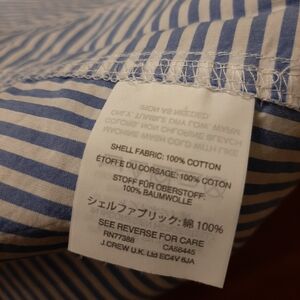 SHELL FABRIC: 100% COTTON
ÉTOFFE DU CORSAGE: 100% COTON
STOFF FÜR OBERSTOFF:
100% BAUMWOLLE
シェルファブリック: 綿 100%
SEE REVERSE FOR CARE
RN77388 CA56445
J.CREW U.K. Ltd EC4V 6JA